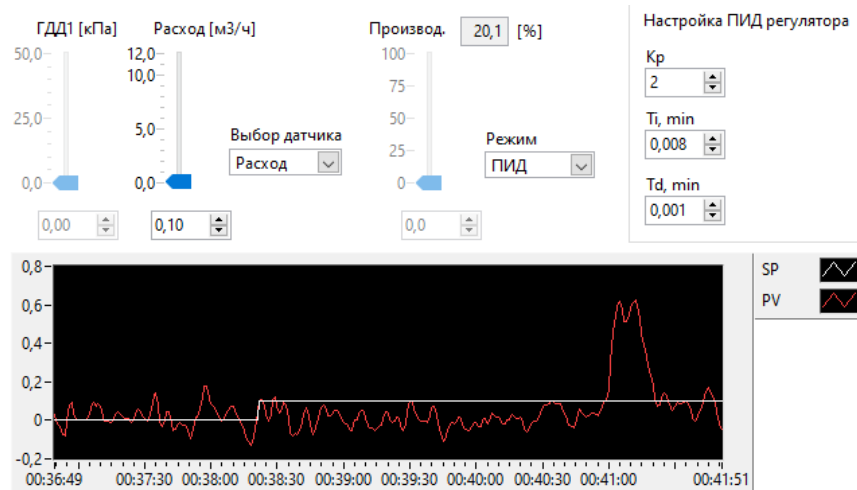 ГДД1 [кПа]
Расход [м3/ч]
Производ.
20,1
[%]
Настройка ПИД регулятора
50,0
25,0
0,0
0,00
12,0
10,0
5,0
0,0
0,10
Выбор датчика
Расход
100
75
50
25
0
0,0
Режим
ПИД
Kp
2
Ti, min
0,008
Td, min
0,001
0,8
0,6
0,4
0,2
0
-0,2
00:36:49 00:37:30 00:38:00 00:38:30 00:39:00 00:39:30 00:40:00 00:40:30 00:41:00 00:41:51
SP
PV